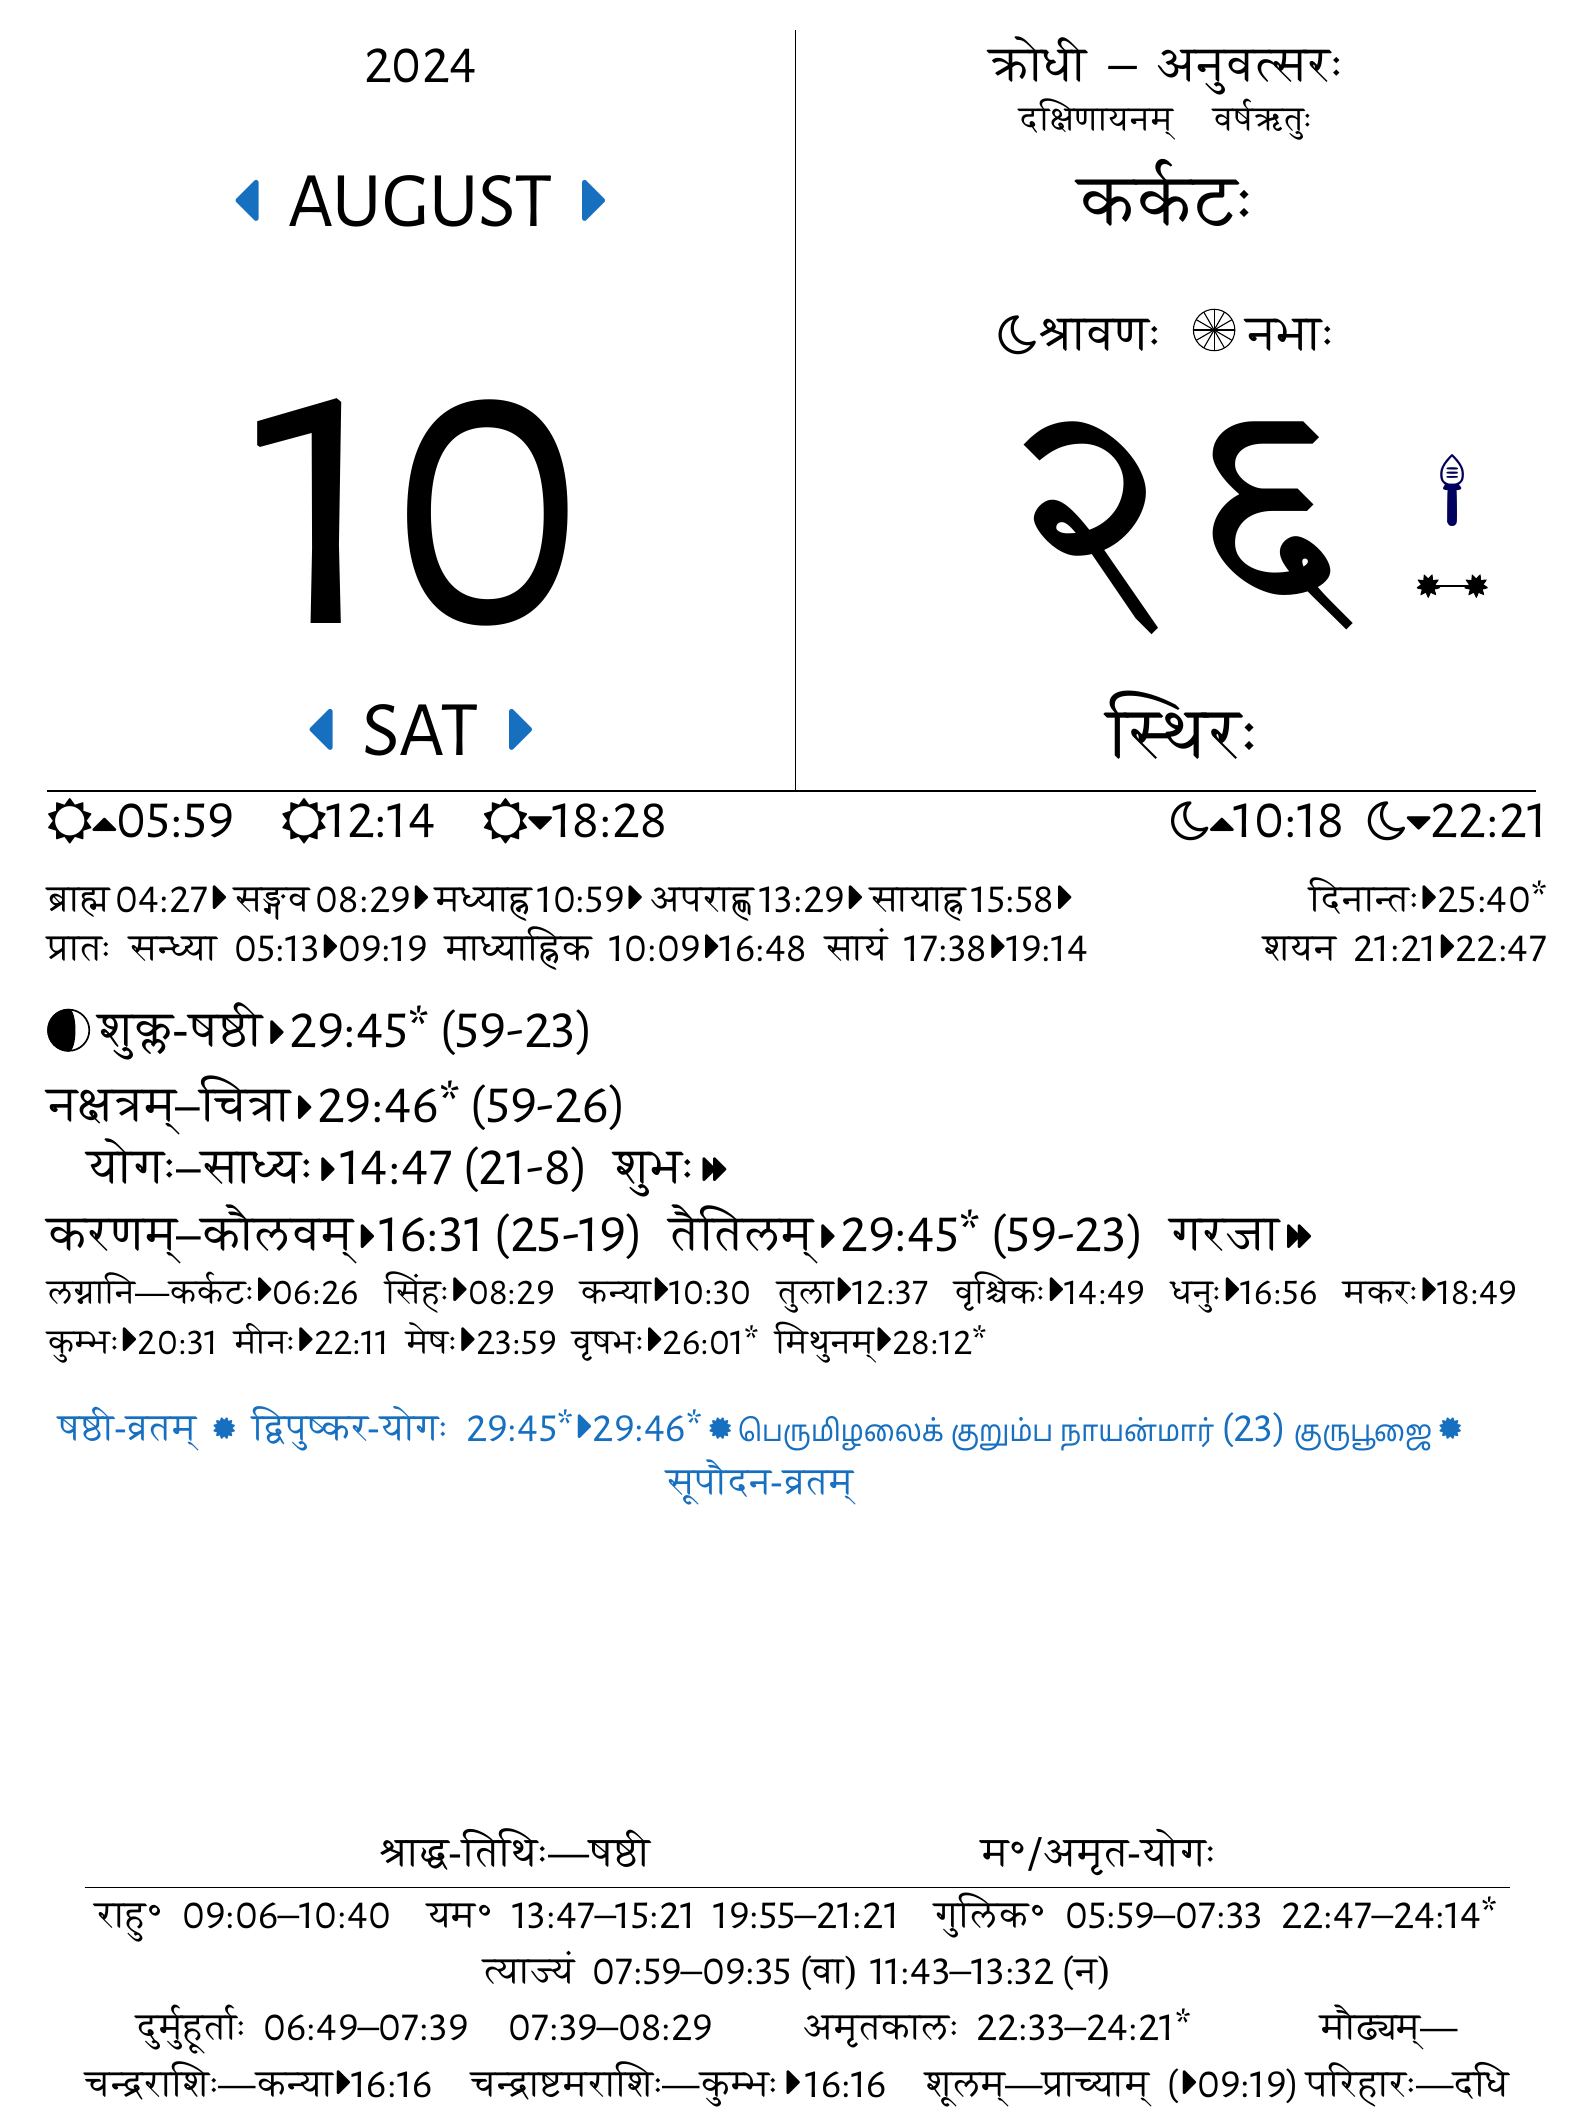 2024
AUGUST
10
SAT
क्रोधी – अनुवत्सरः
दक्षिणायनम् वर्षऋतुः
कर्कटः
श्रावणः नभाः
२६
स्थिरः
05:59 12:14 18:28 10:18 22:21
ब्राह्म 04:27 सङ्गव 08:29 मध्याह्न 10:59 अपराह्ण 13:29 सायाह्न 15:58 दिनान्तः 25:40*
प्रातः सन्ध्या 05:13 09:19 माध्याह्निक 10:09 16:48 सायं 17:38 19:14 शयन 21:21 22:47
शुक्ल-षष्ठी 29:45* (59-23)
नक्षत्रम्–चित्रा 29:46* (59-26)
योगः–साध्यः 14:47 (21-8) शुभः
करणम्–कौलवम् 16:31 (25-19) तैतिलम् 29:45* (59-23) गरजा
लग्नानि—कर्कटः 06:26 सिंहः 08:29 कन्या 10:30 तुला 12:37 वृश्चिकः 14:49 धनुः 16:56 मकरः 18:49
कुम्भः 20:31 मीनः 22:11 मेषः 23:59 वृषभः 26:01* मिथुनम् 28:12*
षष्ठी-व्रतम् द्विपुष्कर-योगः 29:45* 29:46* பெருமிழலைக் குறும்ப நாயன்மார் (23) குருபூஜை
सूपौदन-व्रतम्
श्राद्ध-तिथिः—षष्ठी म॰/अमृत-योगः
राहु॰ 09:06–10:40 यम॰ 13:47–15:21 19:55–21:21 गुलिक॰ 05:59–07:33 22:47–24:14*
त्याज्यं 07:59–09:35 (वा) 11:43–13:32 (न)
दुर्मुहूर्ताः 06:49–07:39 07:39–08:29 अमृतकालः 22:33–24:21* मौढ्यम्—
चन्द्रराशिः—कन्या 16:16 चन्द्राष्टमराशिः—कुम्भः 16:16 शूलम्—प्राच्याम् ( 09:19) परिहारः—दधि